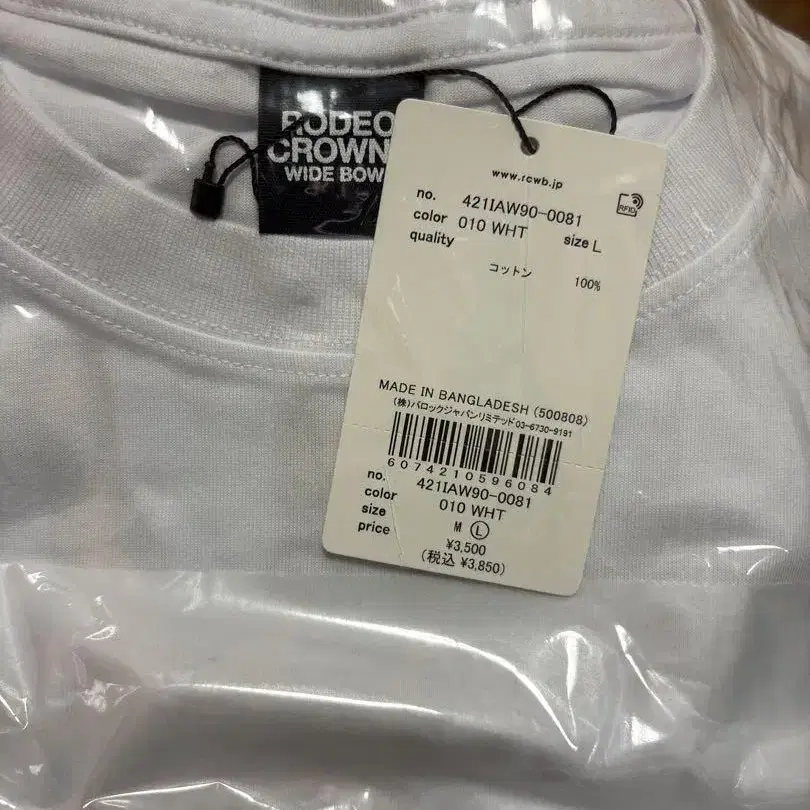 RODEO
CROWN
WIDE BOW
www.rcwb.jp
RFID
no. 421IAW90-0081
color 010 WHT size L
quality
コットン 100%
MADE IN BANGLADESH (500808)
(株)バロックジャパンリミテッド03-6730-9191
6074210596084
no. 421IAW90-0081
color 010 WHT
size M L
price ¥3,500
(税込 ¥3,850)